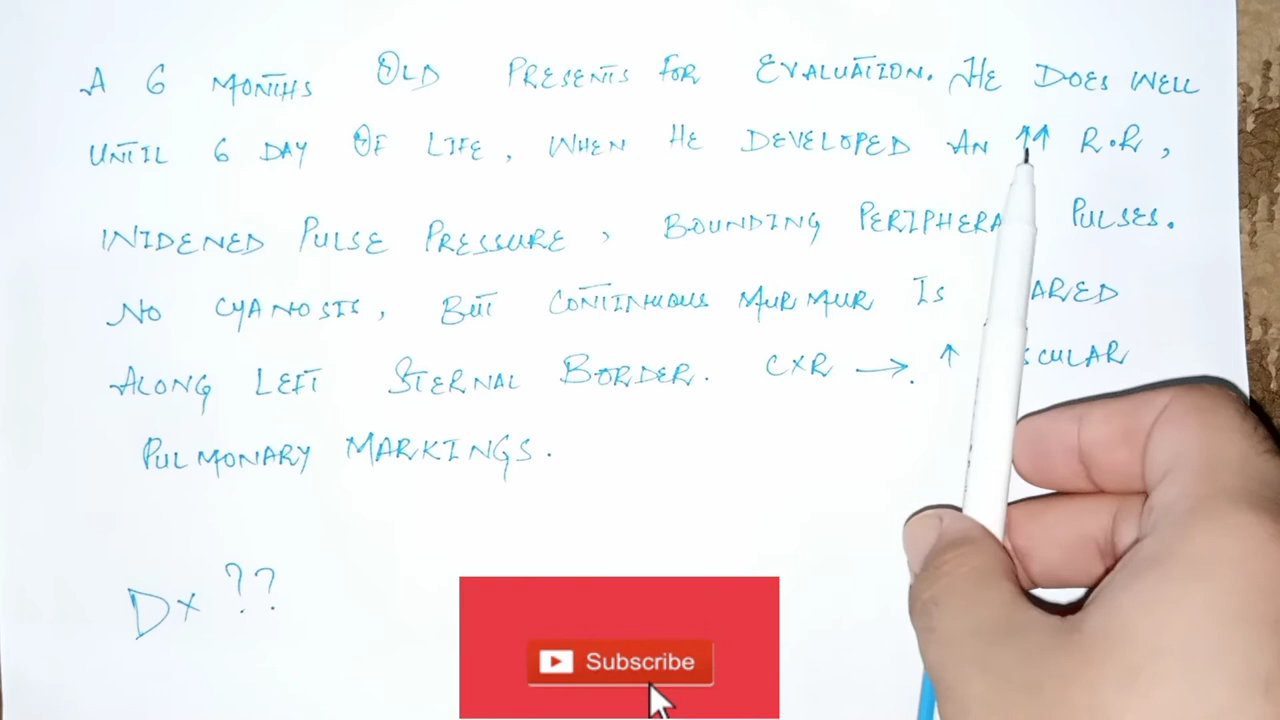 A 6 MONTHS OLD PRESENTS FOR EVALUATION. HE DOES WELL
UNTIL 6 DAY OF LIFE, WHEN HE DEVELOPED AN ↑↑ R.R,
WIDENED PULSE PRESSURE, BOUNDING PERIPHERA PULSES.
NO CYANOSIS, BUT CONTINUOUS MURMUR IS ARED
ALONG LEFT STERNAL BORDER. CXR → ↑ SCULAR
PULMONARY MARKINGS.
DX ??
Subscribe